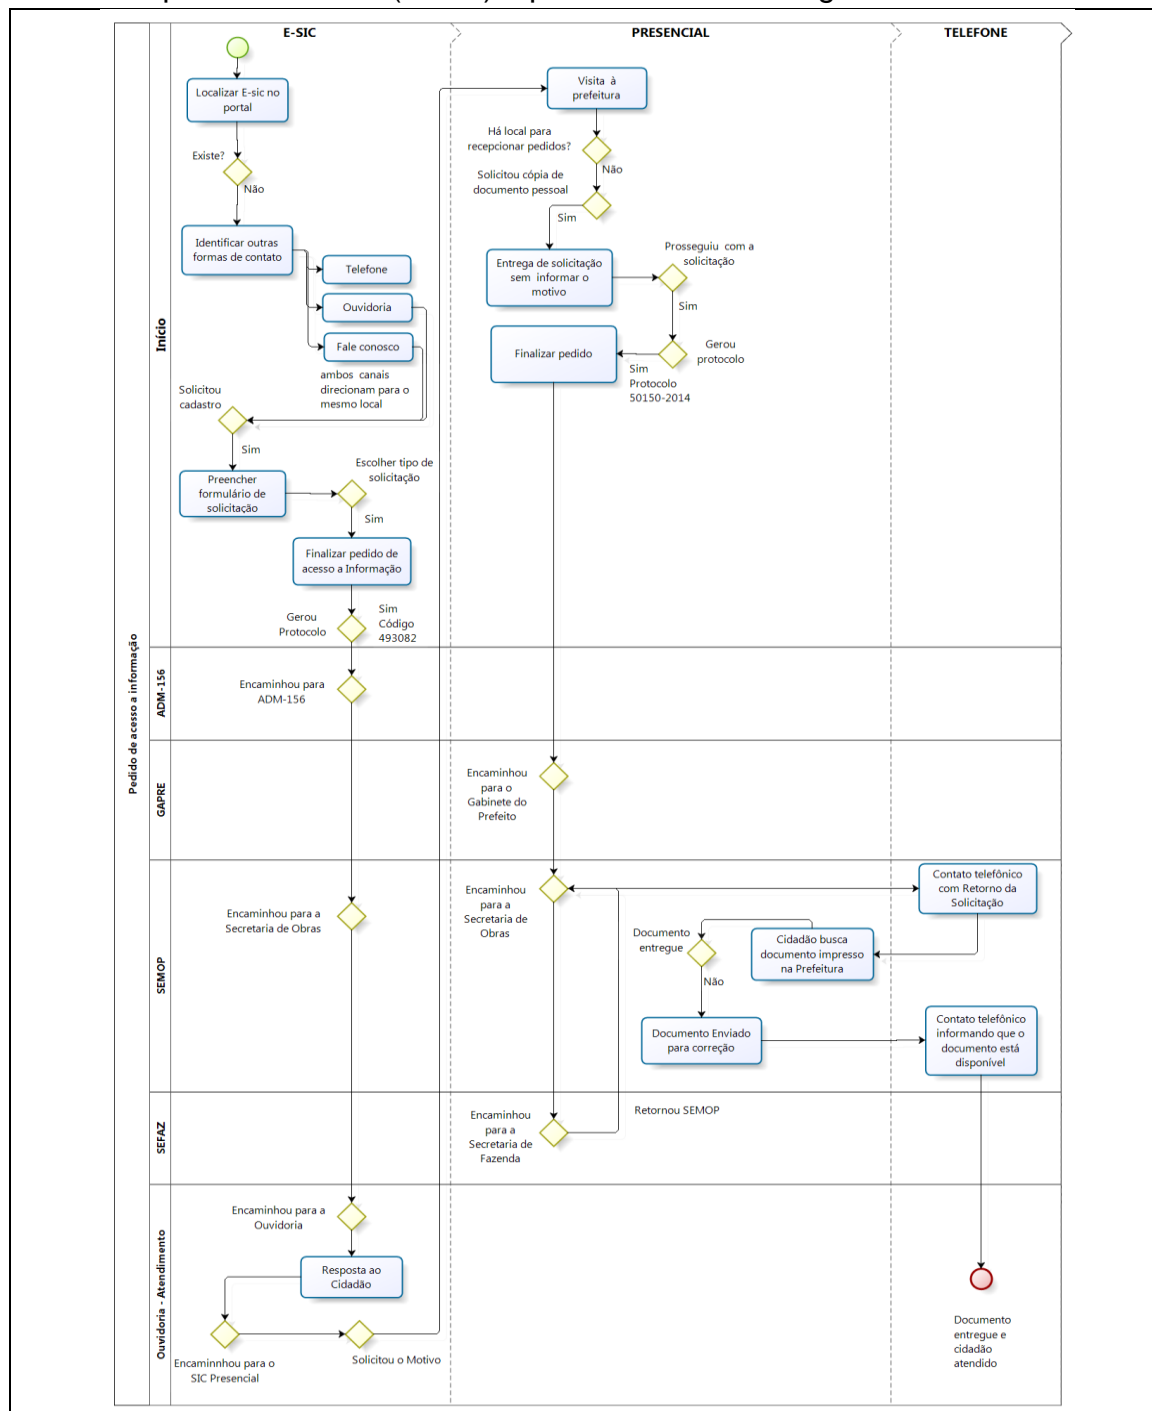 E-SIC
PRESENCIAL
TELEFONE
Pedido de acesso a informação
Início
Localizar E-sic no
portal
Existe?
Não
Identificar outras
formas de contato
Telefone
Ouvidoria
Fale conosco
ambos canais
direcionam para o
mesmo local
Solicitou
cadastro
Sim
Preencher
formulário de
solicitação
Escolher tipo de
solicitação
Sim
Finalizar pedido de
acesso a Informação
Gerou
Protocolo
Sim
Código
493082
Visita à
prefeitura
Há local para
recepcionar pedidos?
Não
Solicitou cópia de
documento pessoal
Sim
Entrega de solicitação
sem informar o
motivo
Prosseguiu com a
solicitação
Sim
Gerou
protocolo
Sim
Protocolo
50150-2014
Finalizar pedido
ADM-156
Encaminhou para
ADM-156
GAPRE
Encaminhou
para o
Gabinete do
Prefeito
SEMOP
Encaminhou para a
Secretaria de Obras
Encaminhou
para a
Secretaria de
Obras
Contato telefônico
com Retorno da
Solicitação
Cidadão busca
documento impresso
na Prefeitura
Documento
entregue
Não
Documento Enviado
para correção
Contato telefônico
informando que o
documento está
disponível
SEFAZ
Encaminhou
para a
Secretaria de
Fazenda
Retornou SEMOP
Ouvidoria - Atendimento
Encaminhou para a
Ouvidoria
Resposta ao
Cidadão
Encaminnhou para o
SIC Presencial
Solicitou o Motivo
Documento
entregue e
cidadão
atendido